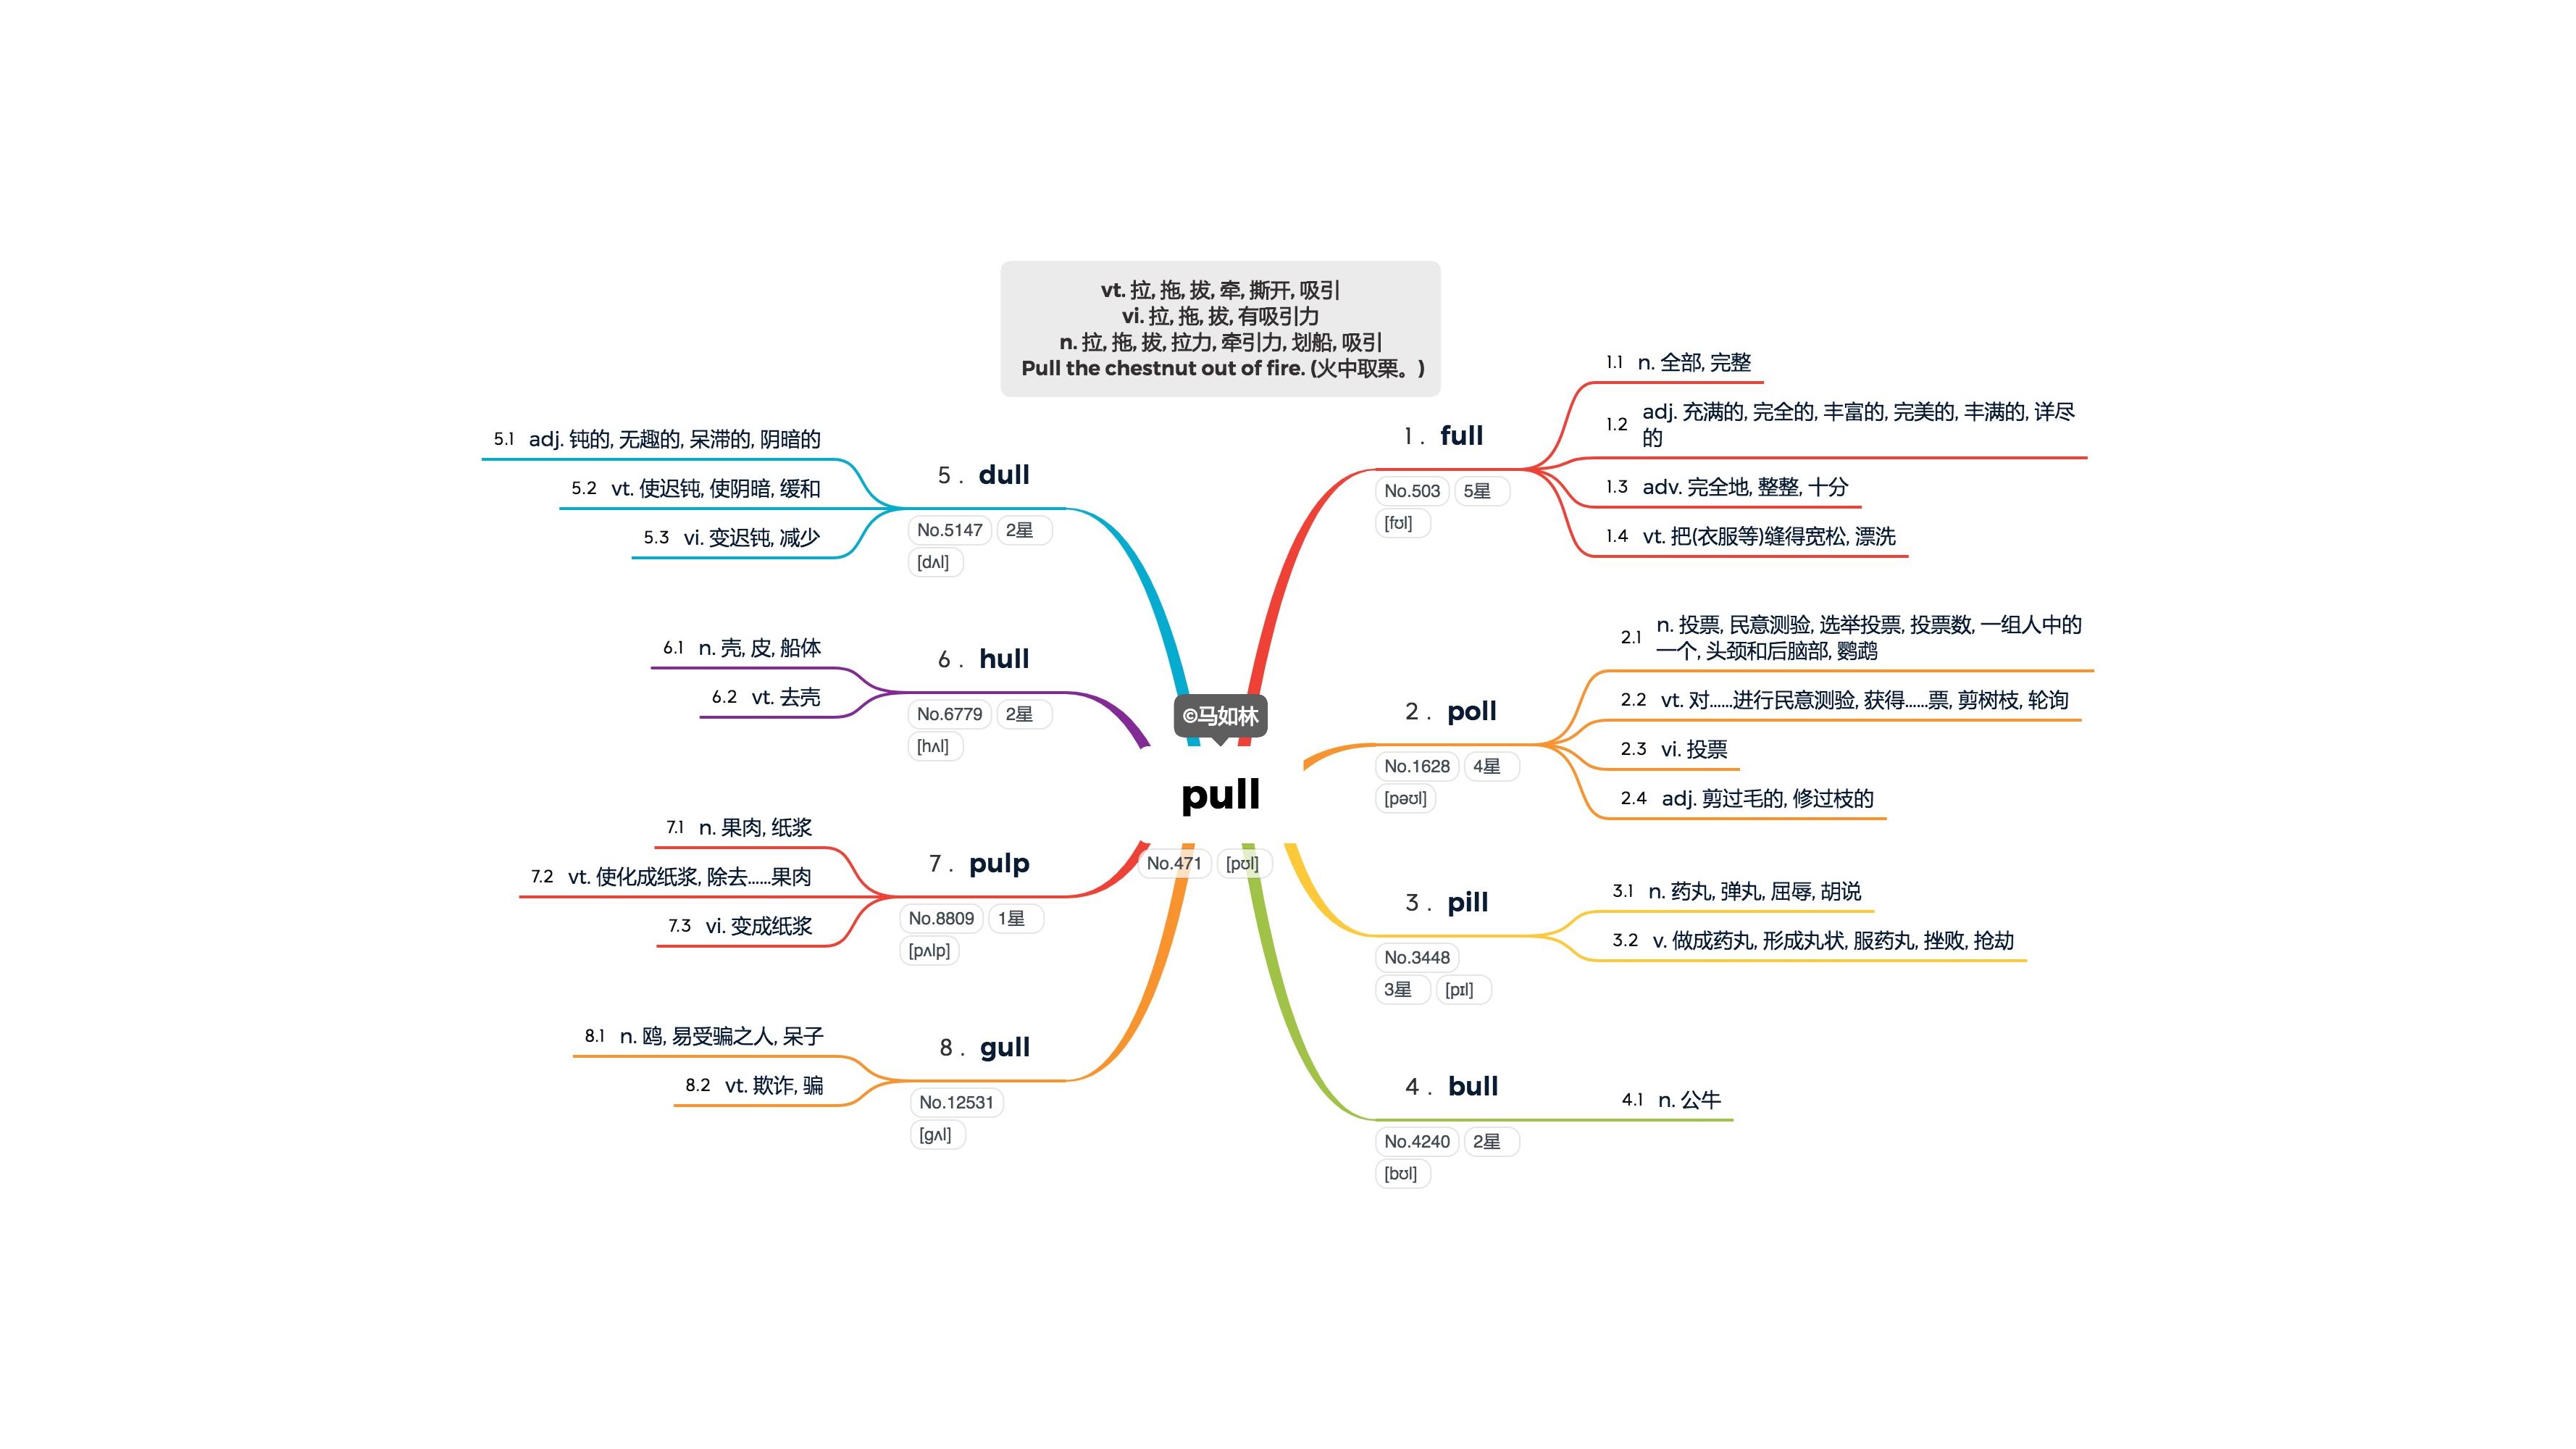 vt. 拉, 拖, 拔, 牵, 撕开, 吸引
vi. 拉, 拖, 拔, 有吸引力
n. 拉, 拖, 拔, 拉力, 牵引力, 划船, 吸引
Pull the chestnut out of fire. (火中取栗。)
©马如林
pull
No.471 [pʊl]
1 . full
No.503 5星
[fʊl]
1.1 n. 全部, 完整
1.2 adj. 充满的, 完全的, 丰富的, 完美的, 丰满的, 详尽
的
1.3 adv. 完全地, 整整, 十分
1.4 vt. 把(衣服等)缝得宽松, 漂洗
2 . poll
No.1628 4星
[pəʊl]
2.1 n. 投票, 民意测验, 选举投票, 投票数, 一组人中的
一个, 头颈和后脑部, 鹦鹉
2.2 vt. 对……进行民意测验, 获得……票, 剪树枝, 轮询
2.3 vi. 投票
2.4 adj. 剪过毛的, 修过枝的
3 . pill
No.3448
3星 [pɪl]
3.1 n. 药丸, 弹丸, 屈辱, 胡说
3.2 v. 做成药丸, 形成丸状, 服药丸, 挫败, 抢劫
4 . bull
No.4240 2星
[bʊl]
4.1 n. 公牛
5 . dull
No.5147 2星
[dʌl]
5.1 adj. 钝的, 无趣的, 呆滞的, 阴暗的
5.2 vt. 使迟钝, 使阴暗, 缓和
5.3 vi. 变迟钝, 减少
6 . hull
No.6779 2星
[hʌl]
6.1 n. 壳, 皮, 船体
6.2 vt. 去壳
7 . pulp
No.8809 1星
[pʌlp]
7.1 n. 果肉, 纸浆
7.2 vt. 使化成纸浆, 除去……果肉
7.3 vi. 变成纸浆
8 . gull
No.12531
[gʌl]
8.1 n. 鸥, 易受骗之人, 呆子
8.2 vt. 欺诈, 骗